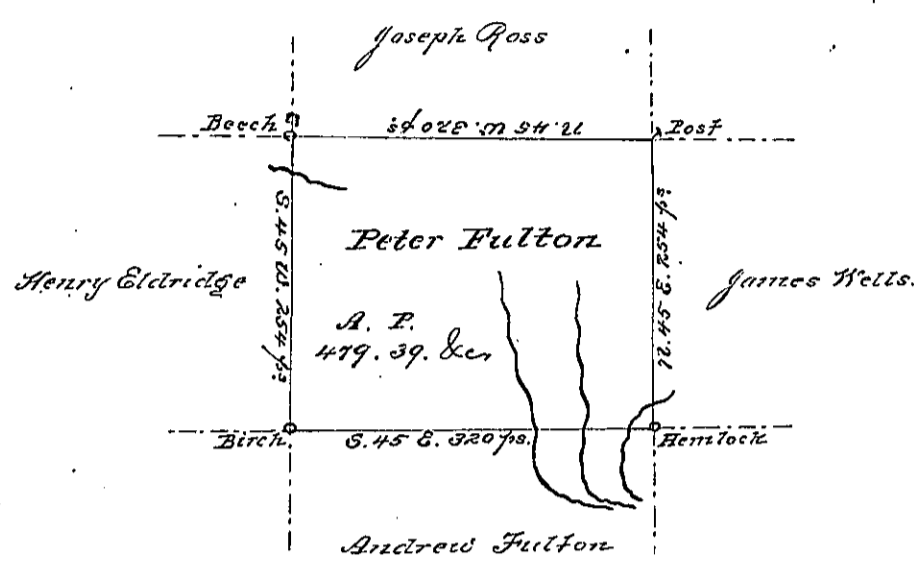 Joseph Ross
Beech
N. 45 W. 320 ps
Post
S. 45 W. 254 ps
Peter Fulton
N. 45 E. 254 ps
Henry Eldridge
James Wells.
A. P.
479. 39. &c,
Birch.
S. 45 E. 320 ps.
Hemlock
Andrew Fulton